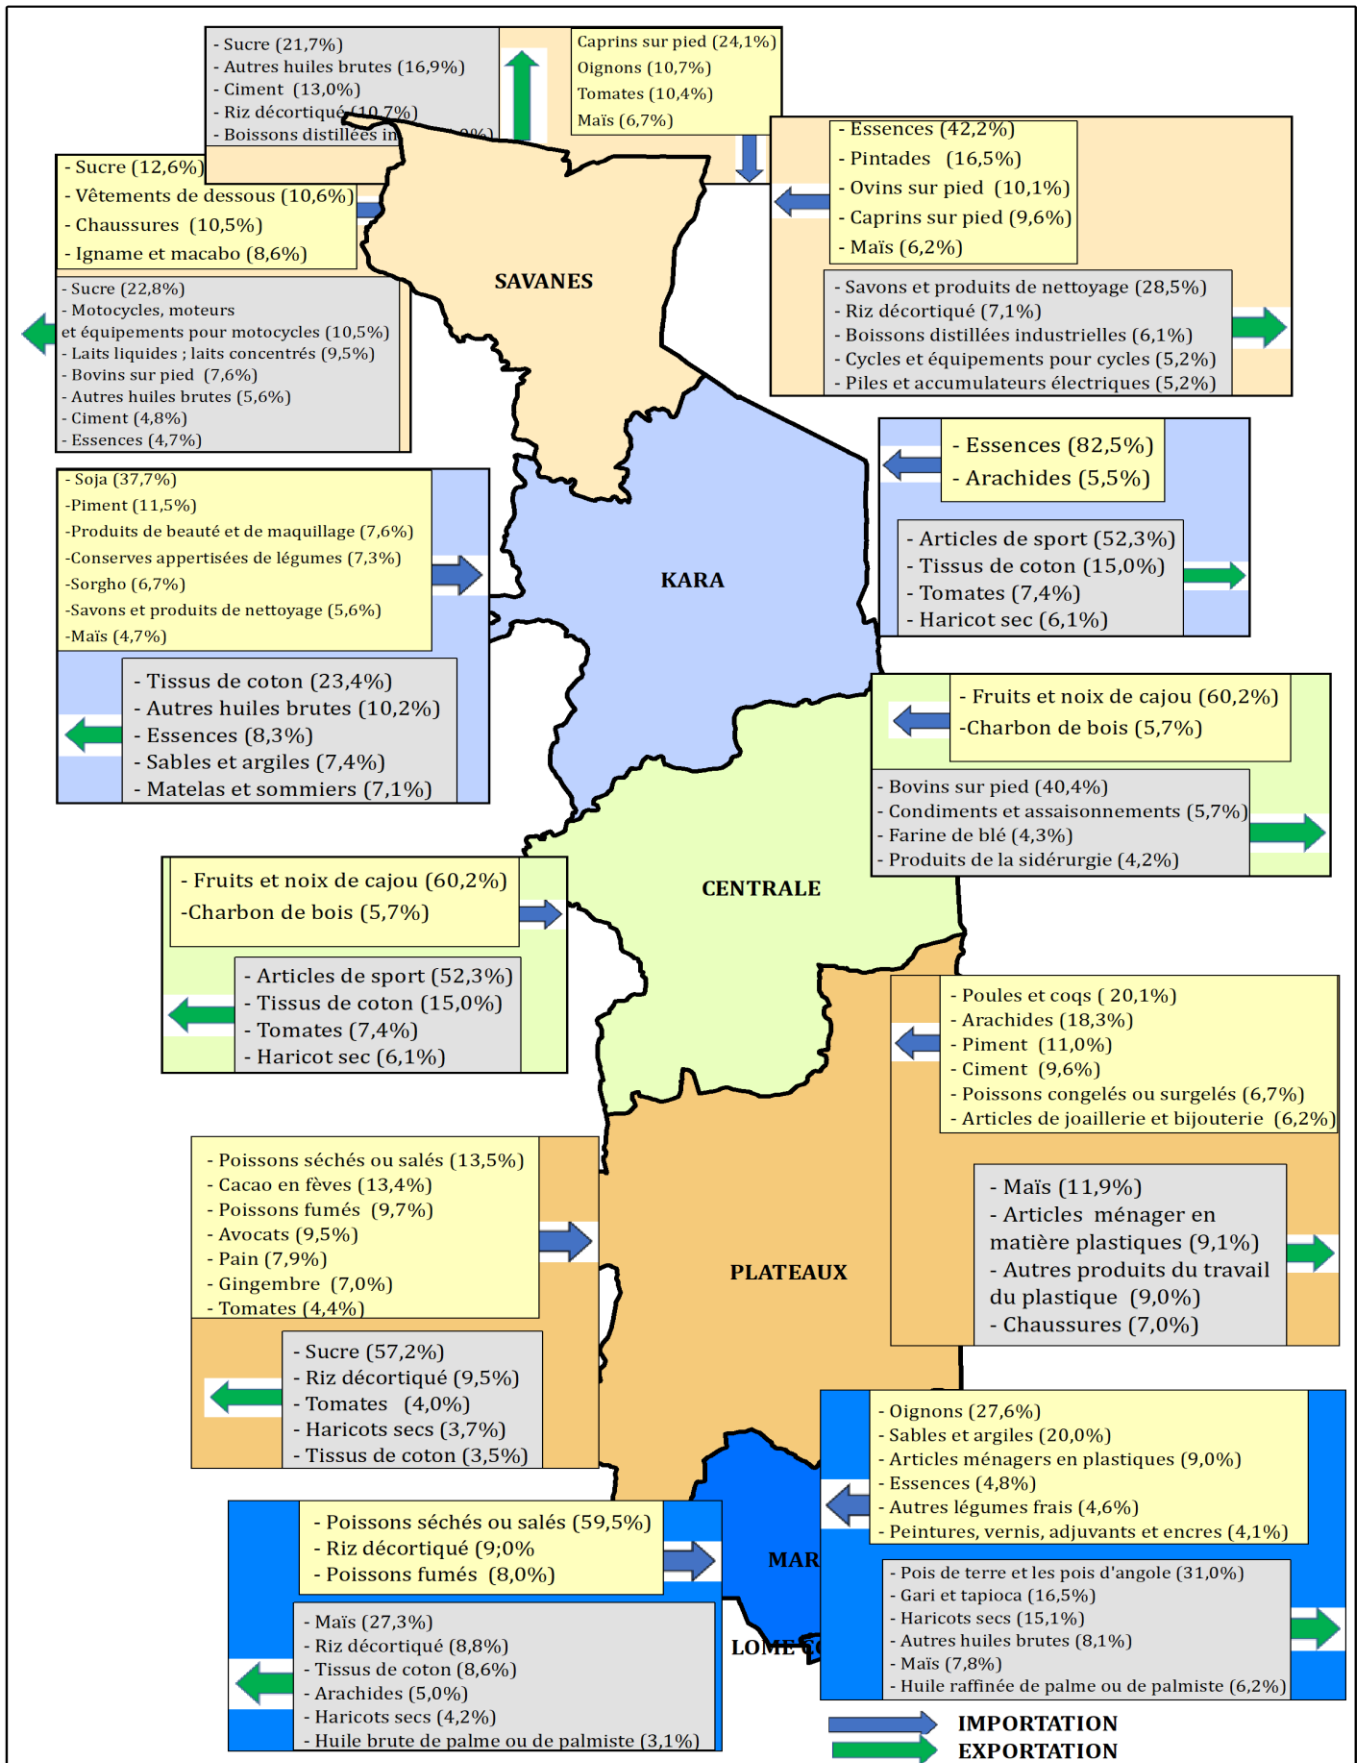 - Sucre (21,7%)
- Autres huiles brutes (16,9%)
- Ciment (13,0%)
- Riz décortiqué (10,7%)
- Boissons distillées
Caprins sur pied (24,1%)
Oignons (10,7%)
Tomates (10,4%)
Maïs (6,7%)
- Essences (42,2%)
- Pintades (16,5%)
- Ovins sur pied (10,1%)
- Caprins sur pied (9,6%)
- Maïs (6,2%)
- Sucre (12,6%)
- Vêtements de dessous (10,6%)
- Chaussures (10,5%)
- Igname et macabo (8,6%)
SAVANES
- Sucre (22,8%)
- Motocycles, moteurs
et équipements pour motocycles (10,5%)
- Laits liquides ; laits concentrés (9,5%)
- Bovins sur pied (7,6%)
- Autres huiles brutes (5,6%)
- Ciment (4,8%)
- Essences (4,7%)
- Savons et produits de nettoyage (28,5%)
- Riz décortiqué (7,1%)
- Boissons distillées industrielles (6,1%)
- Cycles et équipements pour cycles (5,2%)
- Piles et accumulateurs électriques (5,2%)
- Soja (37,7%)
-Piment (11,5%)
-Produits de beauté et de maquillage (7,6%)
-Conserves appertisées de légumes (7,3%)
-Sorgho (6,7%)
-Savons et produits de nettoyage (5,6%)
-Maïs (4,7%)
- Essences (82,5%)
- Arachides (5,5%)
- Articles de sport (52,3%)
- Tissus de coton (15,0%)
- Tomates (7,4%)
- Haricot sec (6,1%)
KARA
- Tissus de coton (23,4%)
- Autres huiles brutes (10,2%)
- Essences (8,3%)
- Sables et argiles (7,4%)
- Matelas et sommiers (7,1%)
- Fruits et noix de cajou (60,2%)
-Charbon de bois (5,7%)
- Bovins sur pied (40,4%)
- Condiments et assaisonnements (5,7%)
- Farine de blé (4,3%)
- Produits de la sidérurgie (4,2%)
CENTRALE
- Fruits et noix de cajou (60,2%)
-Charbon de bois (5,7%)
- Articles de sport (52,3%)
- Tissus de coton (15,0%)
- Tomates (7,4%)
- Haricot sec (6,1%)
- Poules et coqs ( 20,1%)
- Arachides (18,3%)
- Piment (11,0%)
- Ciment (9,6%)
- Poissons congelés ou surgelés (6,7%)
- Articles de joaillerie et bijouterie (6,2%)
- Poissons séchés ou salés (13,5%)
- Cacao en fèves (13,4%)
- Poissons fumés (9,7%)
- Avocats (9,5%)
- Pain (7,9%)
- Gingembre (7,0%)
- Tomates (4,4%)
- Maïs (11,9%)
- Articles ménager en
matière plastiques (9,1%)
- Autres produits du travail
du plastique (9,0%)
- Chaussures (7,0%)
PLATEAUX
- Sucre (57,2%)
- Riz décortiqué (9,5%)
- Tomates (4,0%)
- Haricots secs (3,7%)
- Tissus de coton (3,5%)
- Oignons (27,6%)
- Sables et argiles (20,0%)
- Articles ménagers en plastiques (9,0%)
- Essences (4,8%)
- Autres légumes frais (4,6%)
- Peintures, vernis, adjuvants et encres (4,1%)
- Poissons séchés ou salés (59,5%)
- Riz décortiqué (9;0%
- Poissons fumés (8,0%)
MAR
- Pois de terre et les pois d'angole (31,0%)
- Gari et tapioca (16,5%)
- Haricots secs (15,1%)
- Autres huiles brutes (8,1%)
- Maïs (7,8%)
- Huile raffinée de palme ou de palmiste (6,2%)
- Maïs (27,3%)
- Riz décortiqué (8,8%)
- Tissus de coton (8,6%)
- Arachides (5,0%)
- Haricots secs (4,2%)
- Huile brute de palme ou de palmiste (3,1%)
LOME
IMPORTATION
EXPORTATION